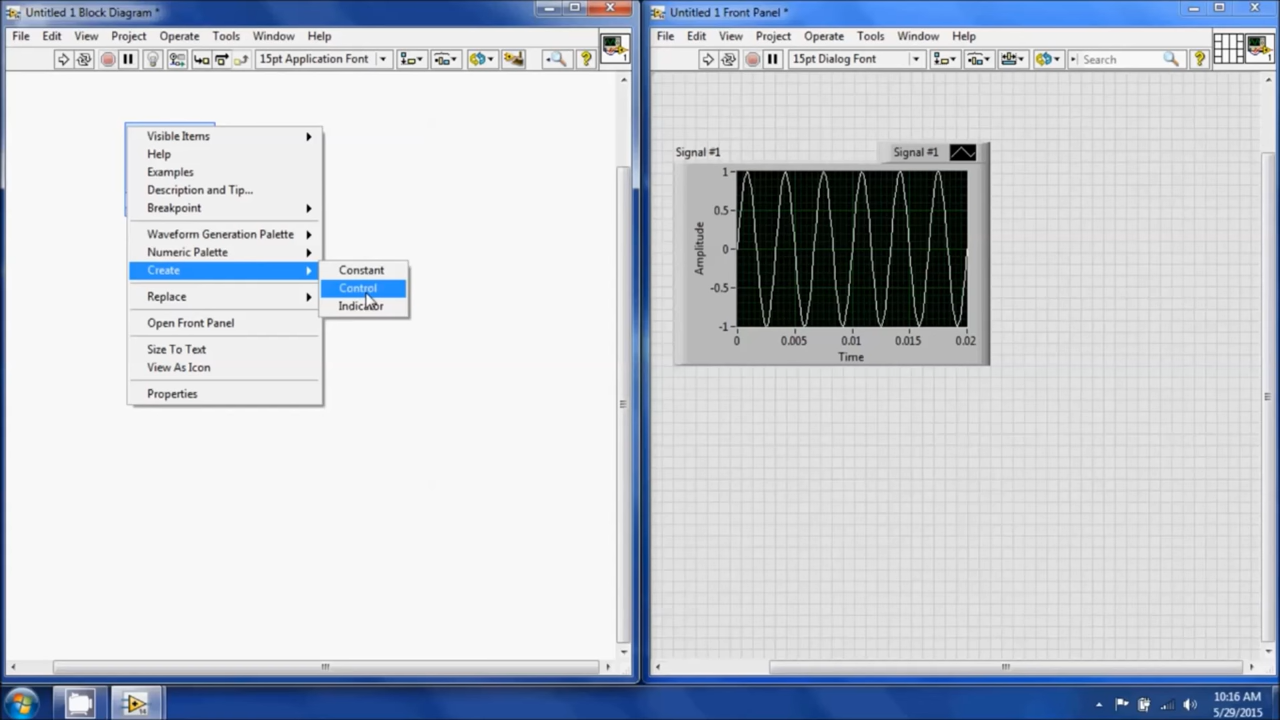 Untitled 1 Block Diagram *
File Edit View Project Operate Tools Window Help
15pt Application Font
Visible Items
Help
Examples
Description and Tip...
Breakpoint
Waveform Generation Palette
Numeric Palette
Create
Replace
Open Front Panel
Size To Text
View As Icon
Properties
Constant
Control
Indicator
Untitled 1 Front Panel *
File Edit View Project Operate Tools Window Help
15pt Dialog Font
Search
Signal #1
Signal #1
1
0.5
0
-0.5
-1
Amplitude
0 0.005 0.01 0.015 0.02
Time
10:16 AM
5/29/2015